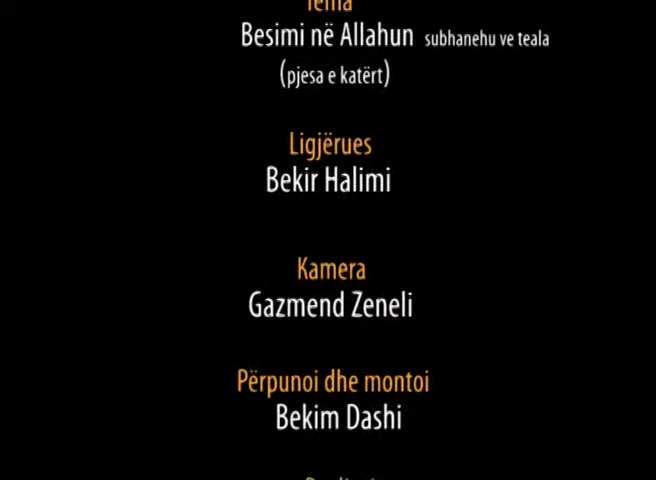 Tema
Besimi në Allahun subhanehu ve teala
(pjesa e katërt)
Ligjërues
Bekir Halimi
Kamera
Gazmend Zeneli
Përpunoi dhe montoi
Bekim Dashi